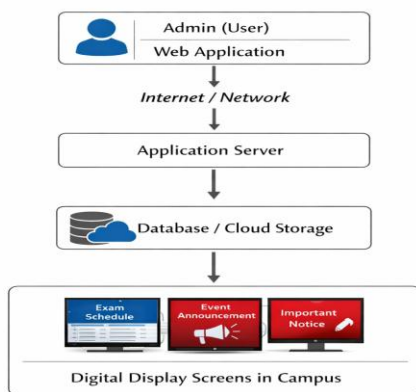 Admin (User)
Web Application
Internet / Network
Application Server
Database / Cloud Storage
Exam
Schedule
Event
Announcement
Important
Notice
Digital Display Screens in Campus